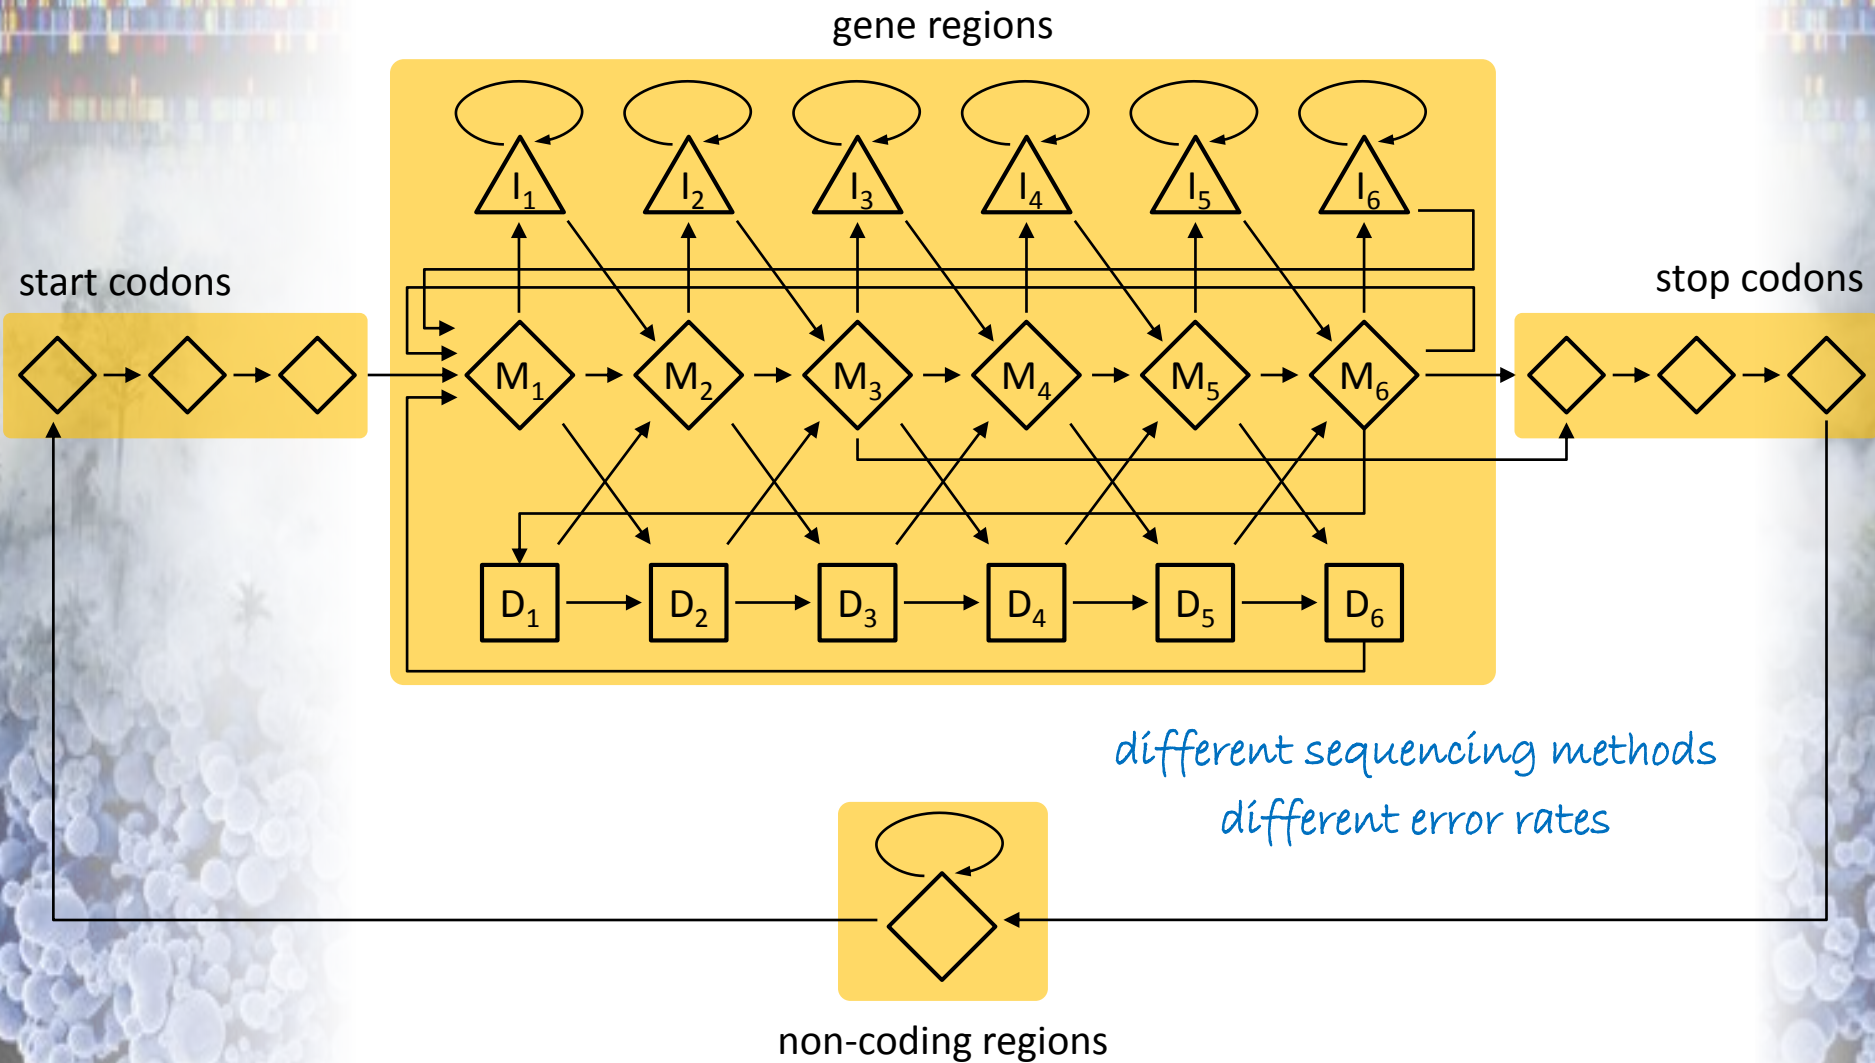 gene regions
I1 I2 I3 I4 I5 I6
start codons
stop codons
M1 M2 M3 M4 M5 M6
D1 D2 D3 D4 D5 D6
different sequencing methods
different error rates
non-coding regions